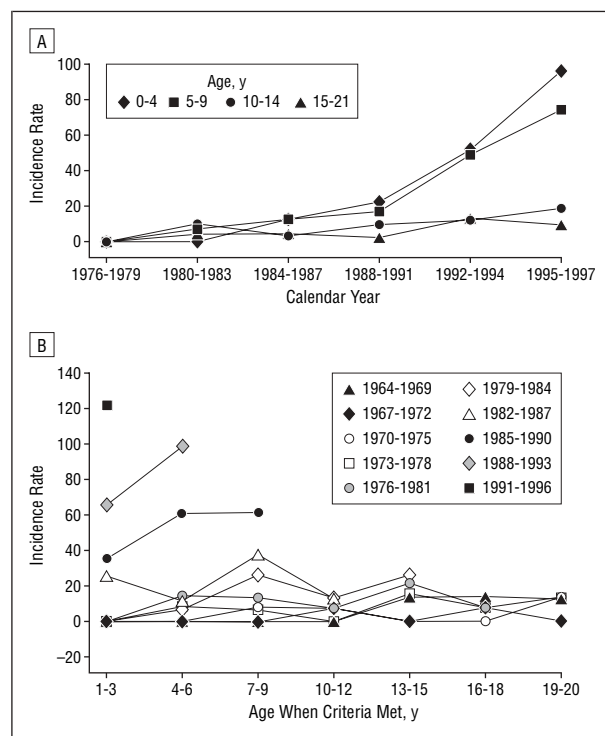 A
Age, y
0-4 5-9 10-14 15-21
Incidence Rate
100
80
60
40
20
0
1976-1979 1980-1983 1984-1987 1988-1991 1992-1994 1995-1997
Calendar Year
B
1964-1969 1979-1984
1967-1972 1982-1987
1970-1975 1985-1990
1973-1978 1988-1993
1976-1981 1991-1996
Incidence Rate
140
120
100
80
60
40
20
0
–20
1-3 4-6 7-9 10-12 13-15 16-18 19-20
Age When Criteria Met, y